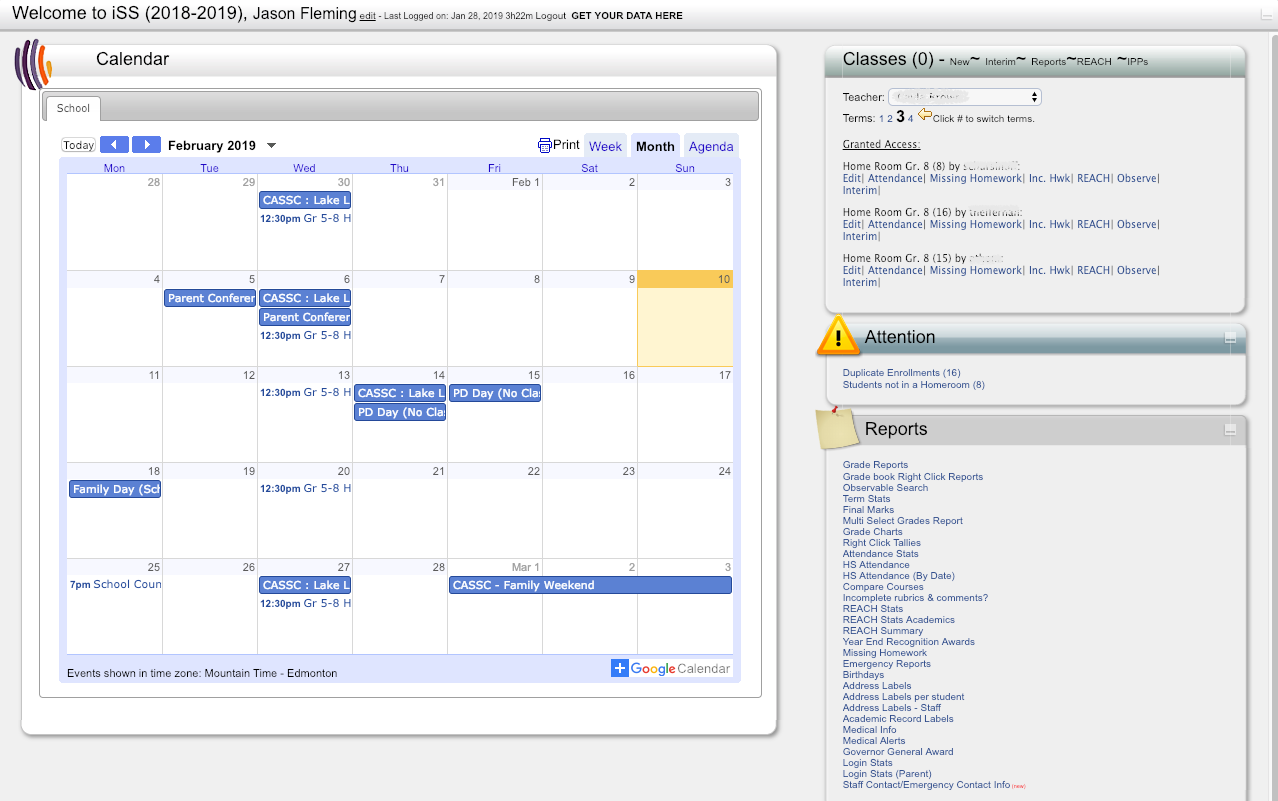 Welcome to iSS (2018-2019), Jason Fleming edit - Last Logged on: Jan 28, 2019 3h22m Logout GET YOUR DATA HERE
Calendar
School
Today February 2019 Print Week Month Agenda
Mon Tue Wed Thu Fri Sat Sun
28 29 30 31 Feb 1 2 3
CASSC : Lake L
12:30pm Gr 5-8 H
4 5 6 7 8 9 10
Parent Conferer CASSC : Lake L
Parent Conferer
12:30pm Gr 5-8 H
11 12 13 14 15 16 17
12:30pm Gr 5-8 H CASSC : Lake L PD Day (No Cla
PD Day (No Cla
18 19 20 21 22 23 24
Family Day (Sch 12:30pm Gr 5-8 H
25 26 27 28 Mar 1 2 3
7pm School Coun CASSC : Lake L CASSC - Family Weekend
12:30pm Gr 5-8 H
Events shown in time zone: Mountain Time - Edmonton
Google Calendar
Classes (0) - New~ Interim~ Reports~REACH ~IPPs
Teacher:
Terms: 1 2 3 4 Click # to switch terms.
Granted Access:
Home Room Gr. 8 (8) by
Edit| Attendance| Missing Homework| Inc. Hwk| REACH| Observe|
Interim|
Home Room Gr. 8 (16) by
Edit| Attendance| Missing Homework| Inc. Hwk| REACH| Observe|
Interim|
Home Room Gr. 8 (15) by
Edit| Attendance| Missing Homework| Inc. Hwk| REACH| Observe|
Interim|
Attention
Duplicate Enrollments (16)
Students not in a Homeroom (8)
Reports
Grade Reports
Grade book Right Click Reports
Observable Search
Term Stats
Final Marks
Multi Select Grades Report
Grade Charts
Right Click Tallies
Attendance Stats
HS Attendance
HS Attendance (By Date)
Compare Courses
Incomplete rubrics & comments?
REACH Stats
REACH Stats Academics
REACH Summary
Year End Recognition Awards
Missing Homework
Emergency Reports
Birthdays
Address Labels
Address Labels per student
Address Labels - Staff
Academic Record Labels
Medical Info
Medical Alerts
Governor General Award
Login Stats
Login Stats (Parent)
Staff Contact/Emergency Contact Info (new)